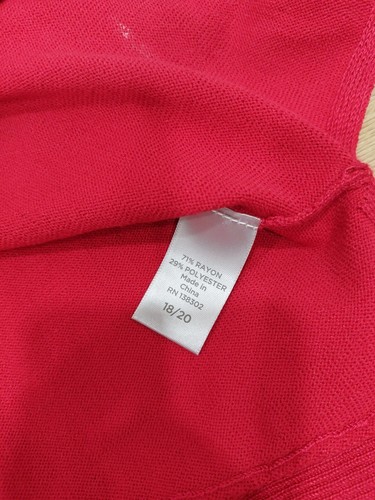 71% RAYON
29% POLYESTER
Made in
China
RN 138302
18/20